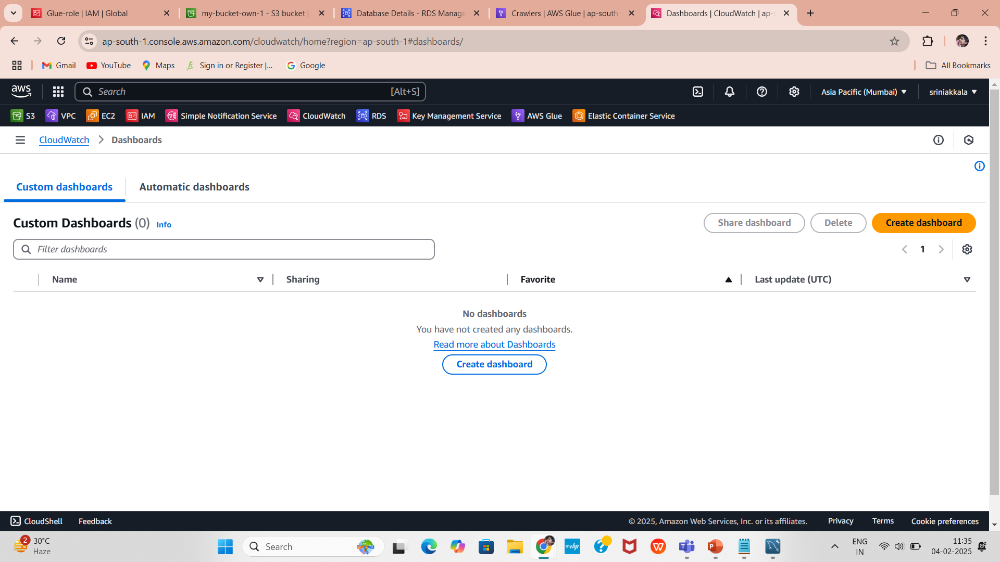 Glue-role | IAM | Global
my-bucket-own-1 - S3 bucket |
Database Details - RDS Manage
Crawlers | AWS Glue | ap-south-
Dashboards | CloudWatch | ap-s
ap-south-1.console.aws.amazon.com/cloudwatch/home?region=ap-south-1#dashboards/
Gmail YouTube Maps Sign in or Register |... Google All Bookmarks
aws Search [Alt+S] Asia Pacific (Mumbai) sriniakkala
S3 VPC EC2 IAM Simple Notification Service CloudWatch RDS Key Management Service AWS Glue Elastic Container Service
CloudWatch Dashboards
Custom dashboards Automatic dashboards
Custom Dashboards (0) Info Share dashboard Delete Create dashboard
Filter dashboards 1
Name Sharing Favorite Last update (UTC)
No dashboards
You have not created any dashboards.
Read more about Dashboards
Create dashboard
CloudShell Feedback © 2025, Amazon Web Services, Inc. or its affiliates. Privacy Terms Cookie preferences
2 30°C Search myhp ENG 11:35
Haze IN 04-02-2025